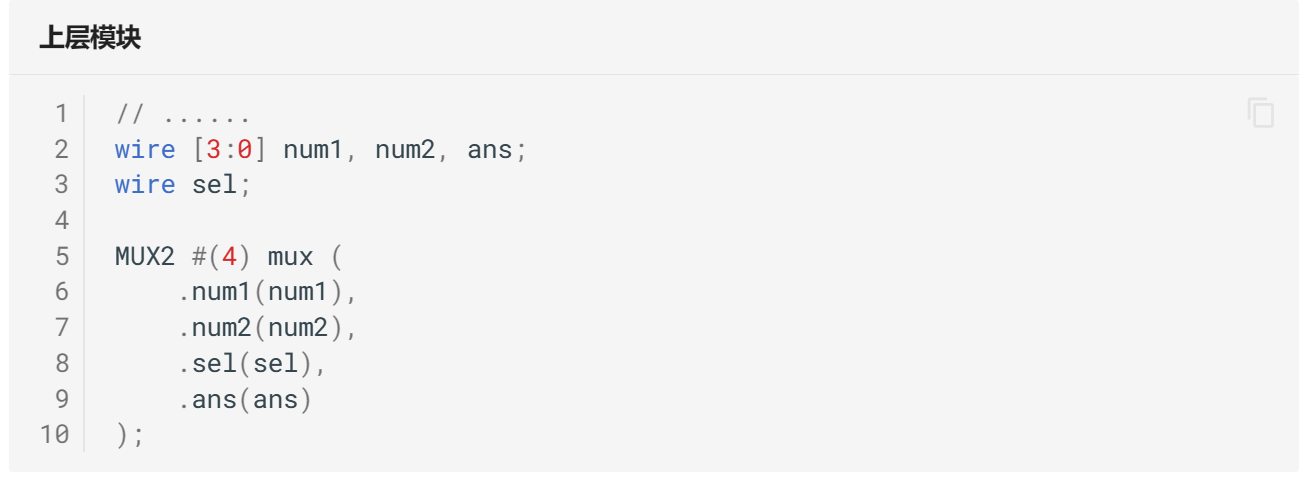 上层模块
1 // ......
2 wire [3:0] num1, num2, ans;
3 wire sel;
4
5 MUX2 #(4) mux (
6     .num1(num1),
7     .num2(num2),
8     .sel(sel),
9     .ans(ans)
10 );